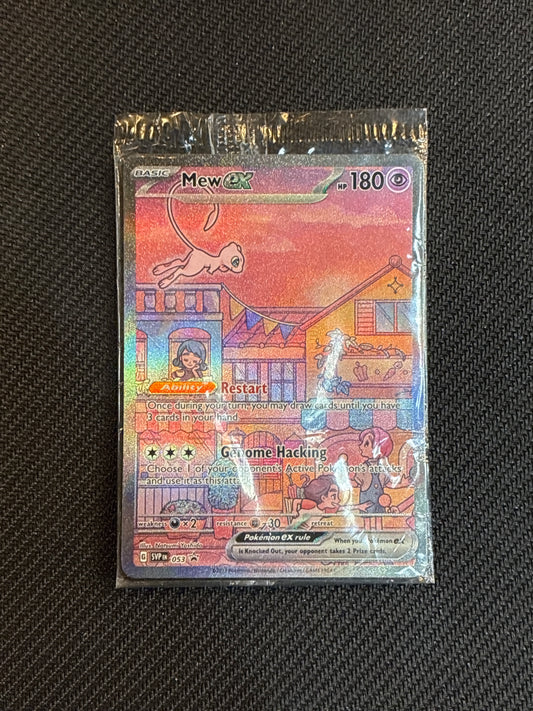 BASIC
Mew ex
HP 180
Ability
Restart
Once during your turn, you may draw cards until you have
3 cards in your hand
Genome Hacking
Choose 1 of your opponent's Active Pokémon's attacks
and use it as this attack
weakness ×2 resistance -30 retreat
Pokémon ex rule
When your Pokémon ex
is Knocked Out, your opponent takes 2 Prize cards.
Illus. Natsumi Yoshida
G SVP EN 053